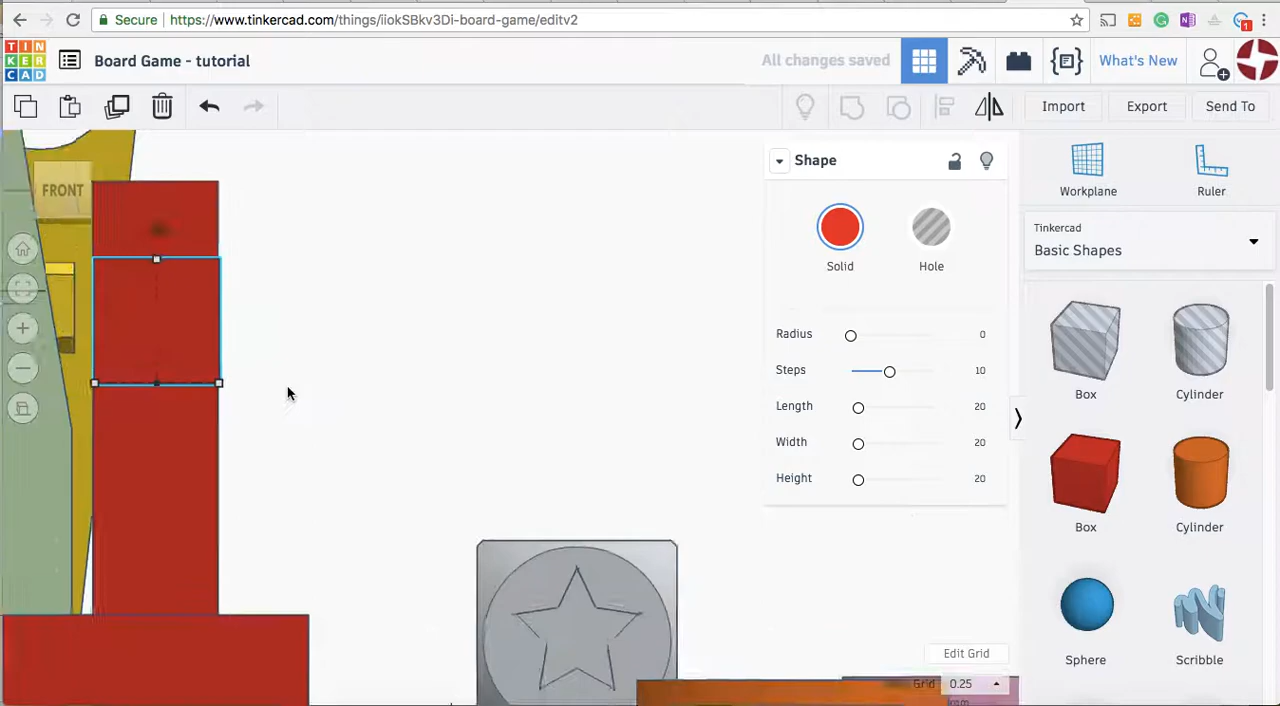 Secure https://www.tinkercad.com/things/iiokSBkv3Di-board-game/editv2
1
TIN
KER
CAD
Board Game - tutorial
All changes saved
What's New
Import
Export
Send To
FRONT
Shape
Workplane
Ruler
Solid
Hole
Tinkercad
Basic Shapes
Radius 0
Steps 10
Length 20
Width 20
Height 20
Box
Cylinder
Box
Cylinder
Sphere
Scribble
Edit Grid
Grid 0.25
mm